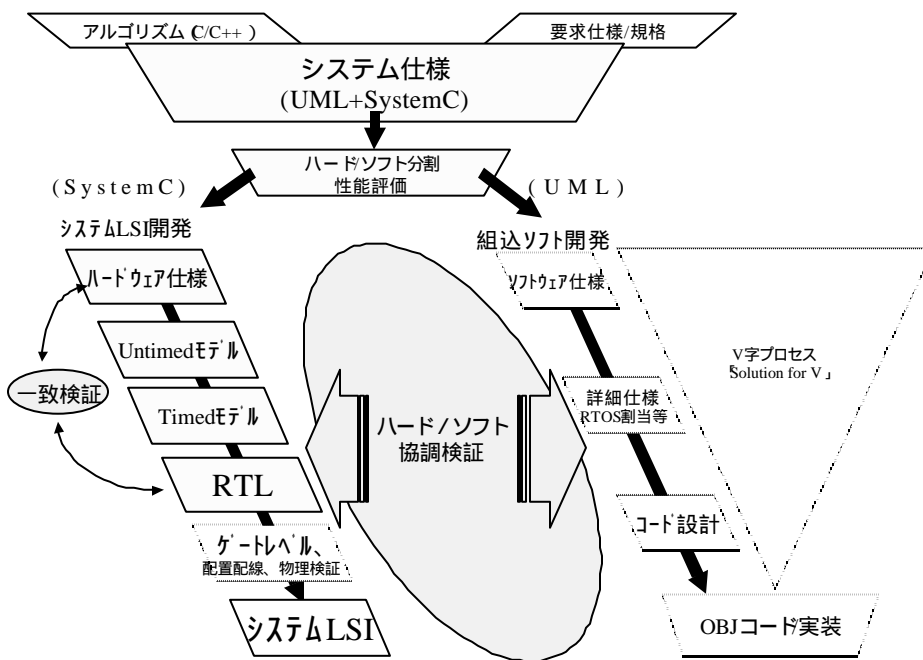 アルゴリズム（C/C++）
要求仕様/規格
システム仕様
(UML+SystemC)
ハード/ソフト分割
性能評価
(SystemC)
(UML)
システムLSI開発
組込ソフト開発
ハードウェア仕様
ソフトウェア仕様
Untimedモデル
V字プロセス
「Solution for V」
一致検証
Timedモデル
ハード/ソフト
協調検証
詳細仕様
RTOS割当等
RTL
コード設計
ゲートレベル、
配置配線、物理検証
システムLSI
OBJコード/実装